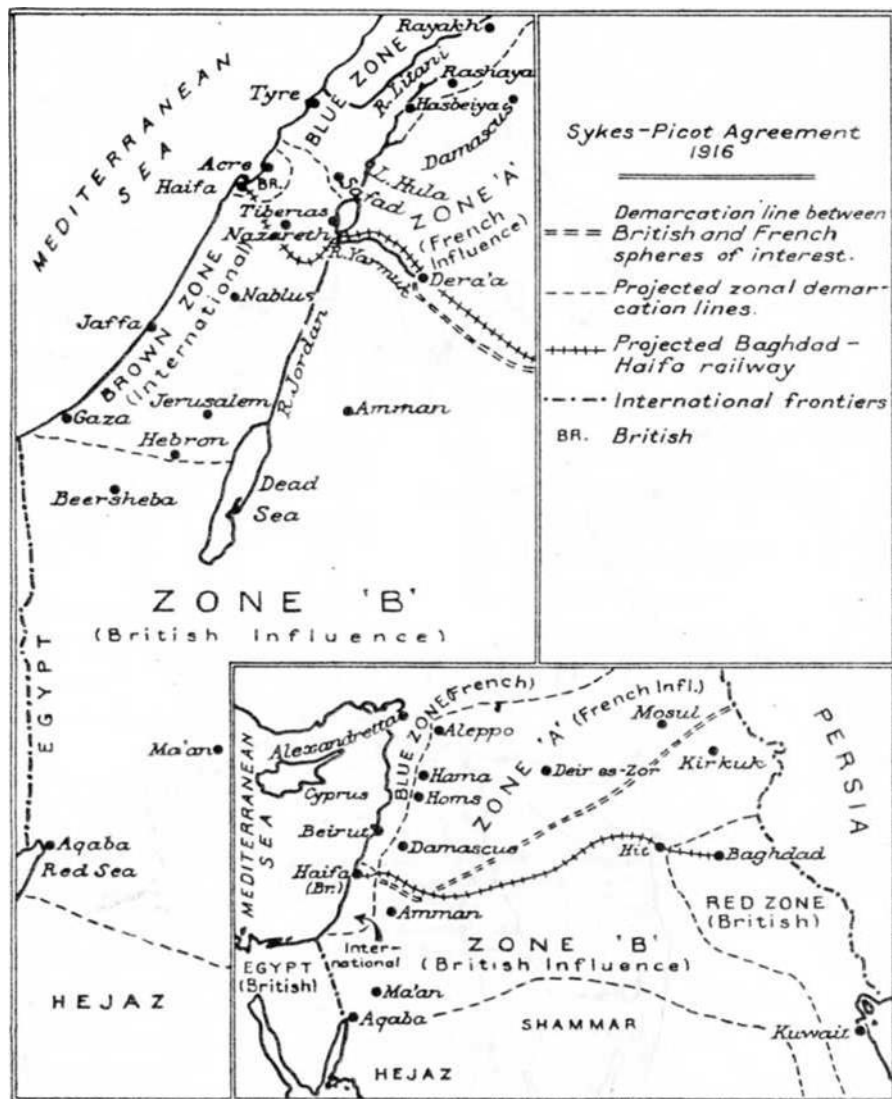 Rayakh
BLUE ZONE
R. Litani
Rashaya
Hasbeiya
Damascus
Tyre
MEDITERRANEAN
SEA
Acre
Haifa
BR.
Safad
L. Hula
Tiberias
Nazareth
ZONE 'A'
(French
Influence)
R. Yarmuk
Dera'a
BROWN ZONE
(International)
Nablus
Jaffa
R. Jordan
Jerusalem
Amman
Gaza
Hebron
Beersheba
Dead
Sea
ZONE 'B'
(British Influence)
EGYPT
Ma'an
Aqaba
Red Sea
HEJAZ
Sykes-Picot Agreement
1916
Demarcation line between
British and French
spheres of interest.
Projected zonal demar-
cation lines.
Projected Baghdad-
Haifa railway
International frontiers
BR. British
(French)
BLUE ZONE
Alexandretta
Aleppo
ZONE 'A' (French Infl.)
Mosul
PERSIA
Kirkuk
Deir es-Zor
Hama
Homs
Cyprus
MEDITERRANEAN
SEA
Beirut
Damascus
Hit
Baghdad
Haifa
(Br.)
Amman
RED ZONE
(British)
Inter-
national
ZONE 'B'
(British Influence)
EGYPT
(British)
Ma'an
Aqaba
SHAMMAR
Kuwait
HEJAZ